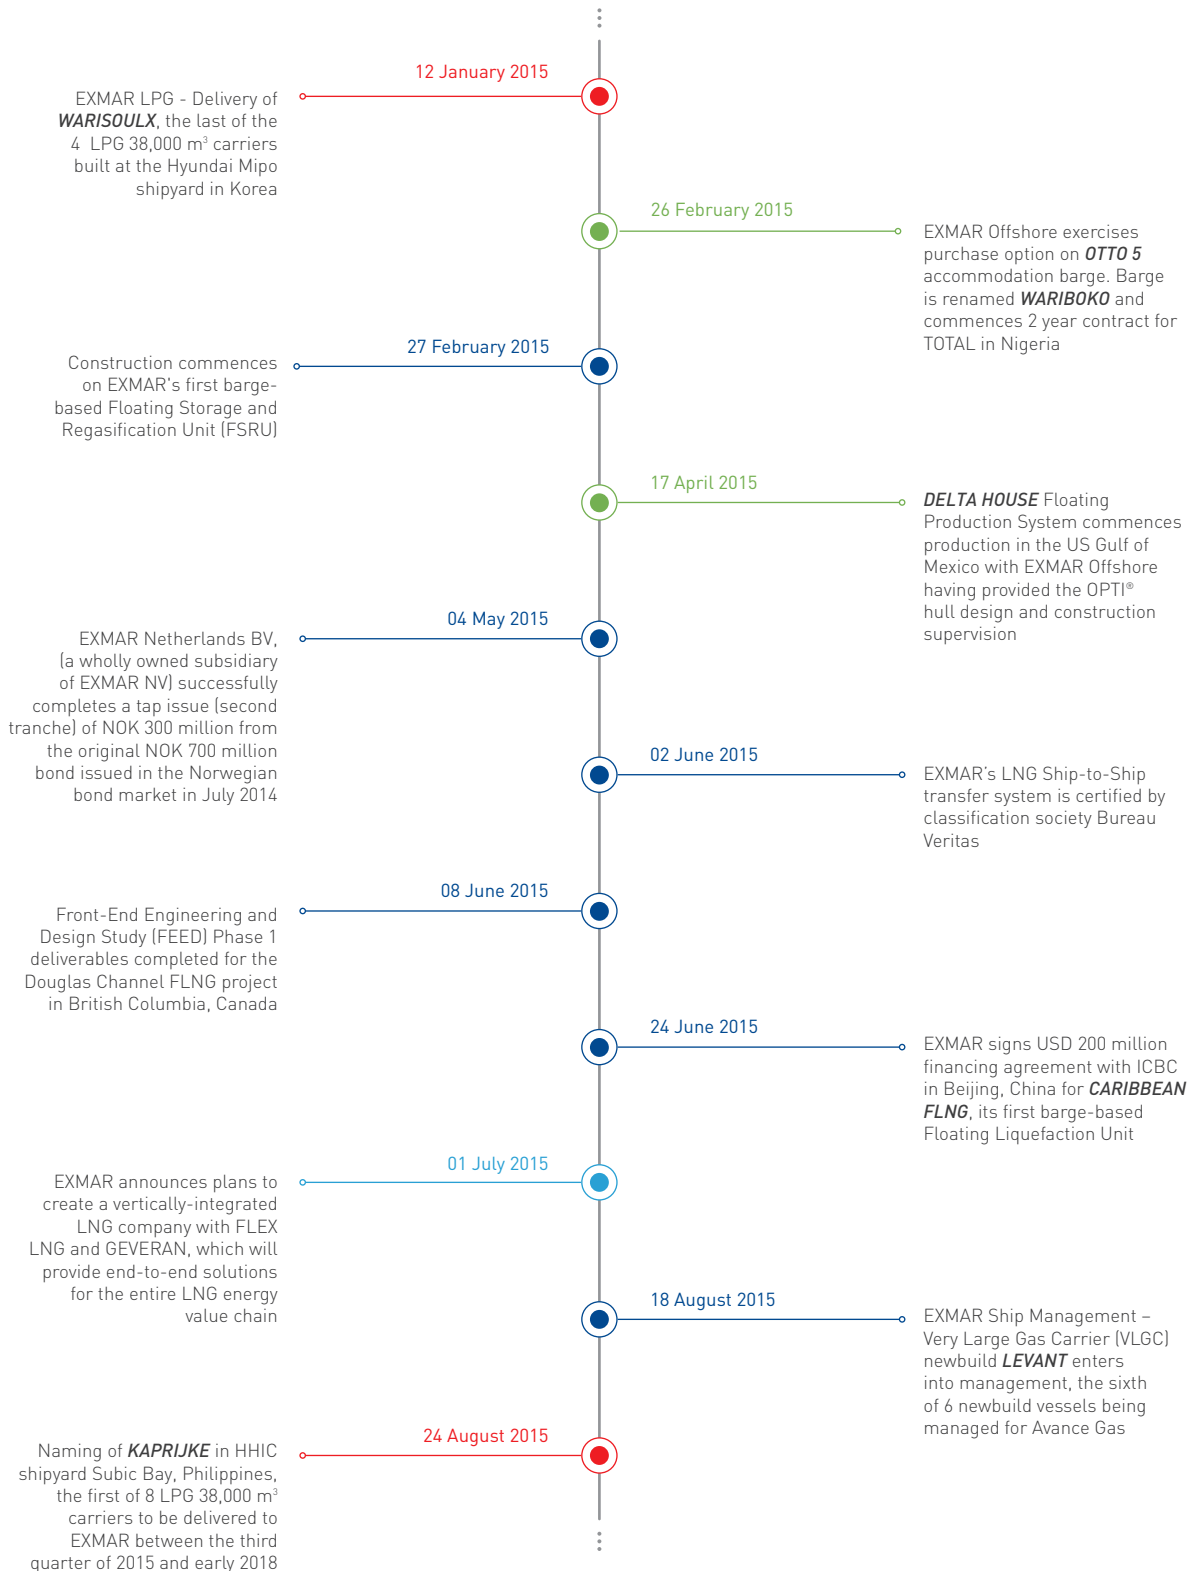 12 January 2015
EXMAR LPG - Delivery of
WARISOULX, the last of the
4 LPG 38,000 m³ carriers
built at the Hyundai Mipo
shipyard in Korea
26 February 2015
EXMAR Offshore exercises
purchase option on OTTO 5
accommodation barge. Barge
is renamed WARIBOKO and
commences 2 year contract for
TOTAL in Nigeria
27 February 2015
Construction commences
on EXMAR's first barge-
based Floating Storage and
Regasification Unit (FSRU)
17 April 2015
DELTA HOUSE Floating
Production System commences
production in the US Gulf of
Mexico with EXMAR Offshore
having provided the OPTI®
hull design and construction
supervision
04 May 2015
EXMAR Netherlands BV,
(a wholly owned subsidiary
of EXMAR NV) successfully
completes a tap issue (second
tranche) of NOK 300 million from
the original NOK 700 million
bond issued in the Norwegian
bond market in July 2014
02 June 2015
EXMAR's LNG Ship-to-Ship
transfer system is certified by
classification society Bureau
Veritas
08 June 2015
Front-End Engineering and
Design Study (FEED) Phase 1
deliverables completed for the
Douglas Channel FLNG project
in British Columbia, Canada
24 June 2015
EXMAR signs USD 200 million
financing agreement with ICBC
in Beijing, China for CARIBBEAN
FLNG, its first barge-based
Floating Liquefaction Unit
01 July 2015
EXMAR announces plans to
create a vertically-integrated
LNG company with FLEX
LNG and GEVERAN, which will
provide end-to-end solutions
for the entire LNG energy
value chain
18 August 2015
EXMAR Ship Management –
Very Large Gas Carrier (VLGC)
newbuild LEVANT enters
into management, the sixth
of 6 newbuild vessels being
managed for Avance Gas
24 August 2015
Naming of KAPRIJKE in HHIC
shipyard Subic Bay, Philippines,
the first of 8 LPG 38,000 m³
carriers to be delivered to
EXMAR between the third
quarter of 2015 and early 2018